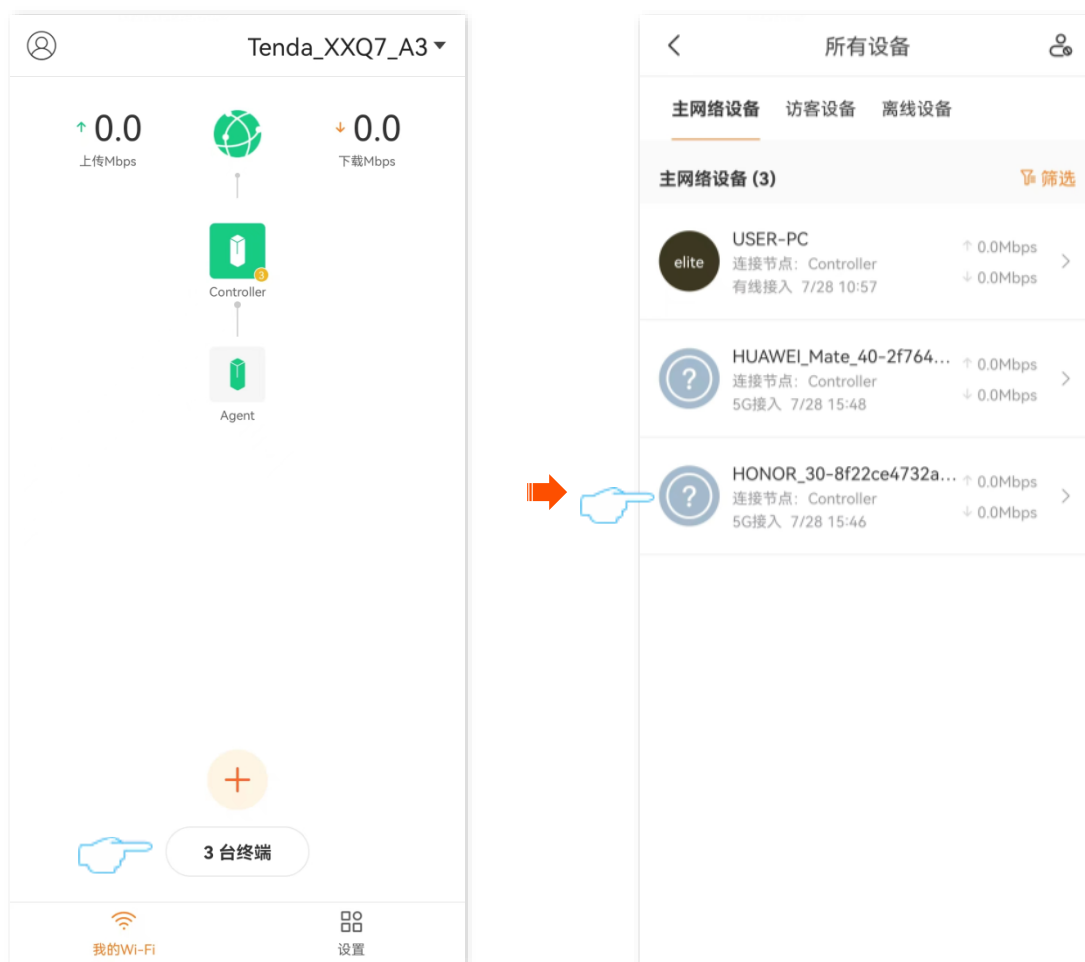 Tenda_XXQ7_A3
0.0
上传Mbps
0.0
下载Mbps
3
Controller
Agent
3 台终端
我的Wi-Fi
设置
所有设备
主网络设备 访客设备 离线设备
主网络设备 (3) 筛选
elite
USER-PC
连接节点: Controller
有线接入 7/28 10:57
↑ 0.0Mbps
↓ 0.0Mbps
?
HUAWEI_Mate_40-2f764...
连接节点: Controller
5G接入 7/28 15:48
↑ 0.0Mbps
↓ 0.0Mbps
?
HONOR_30-8f22ce4732a...
连接节点: Controller
5G接入 7/28 15:46
↑ 0.0Mbps
↓ 0.0Mbps